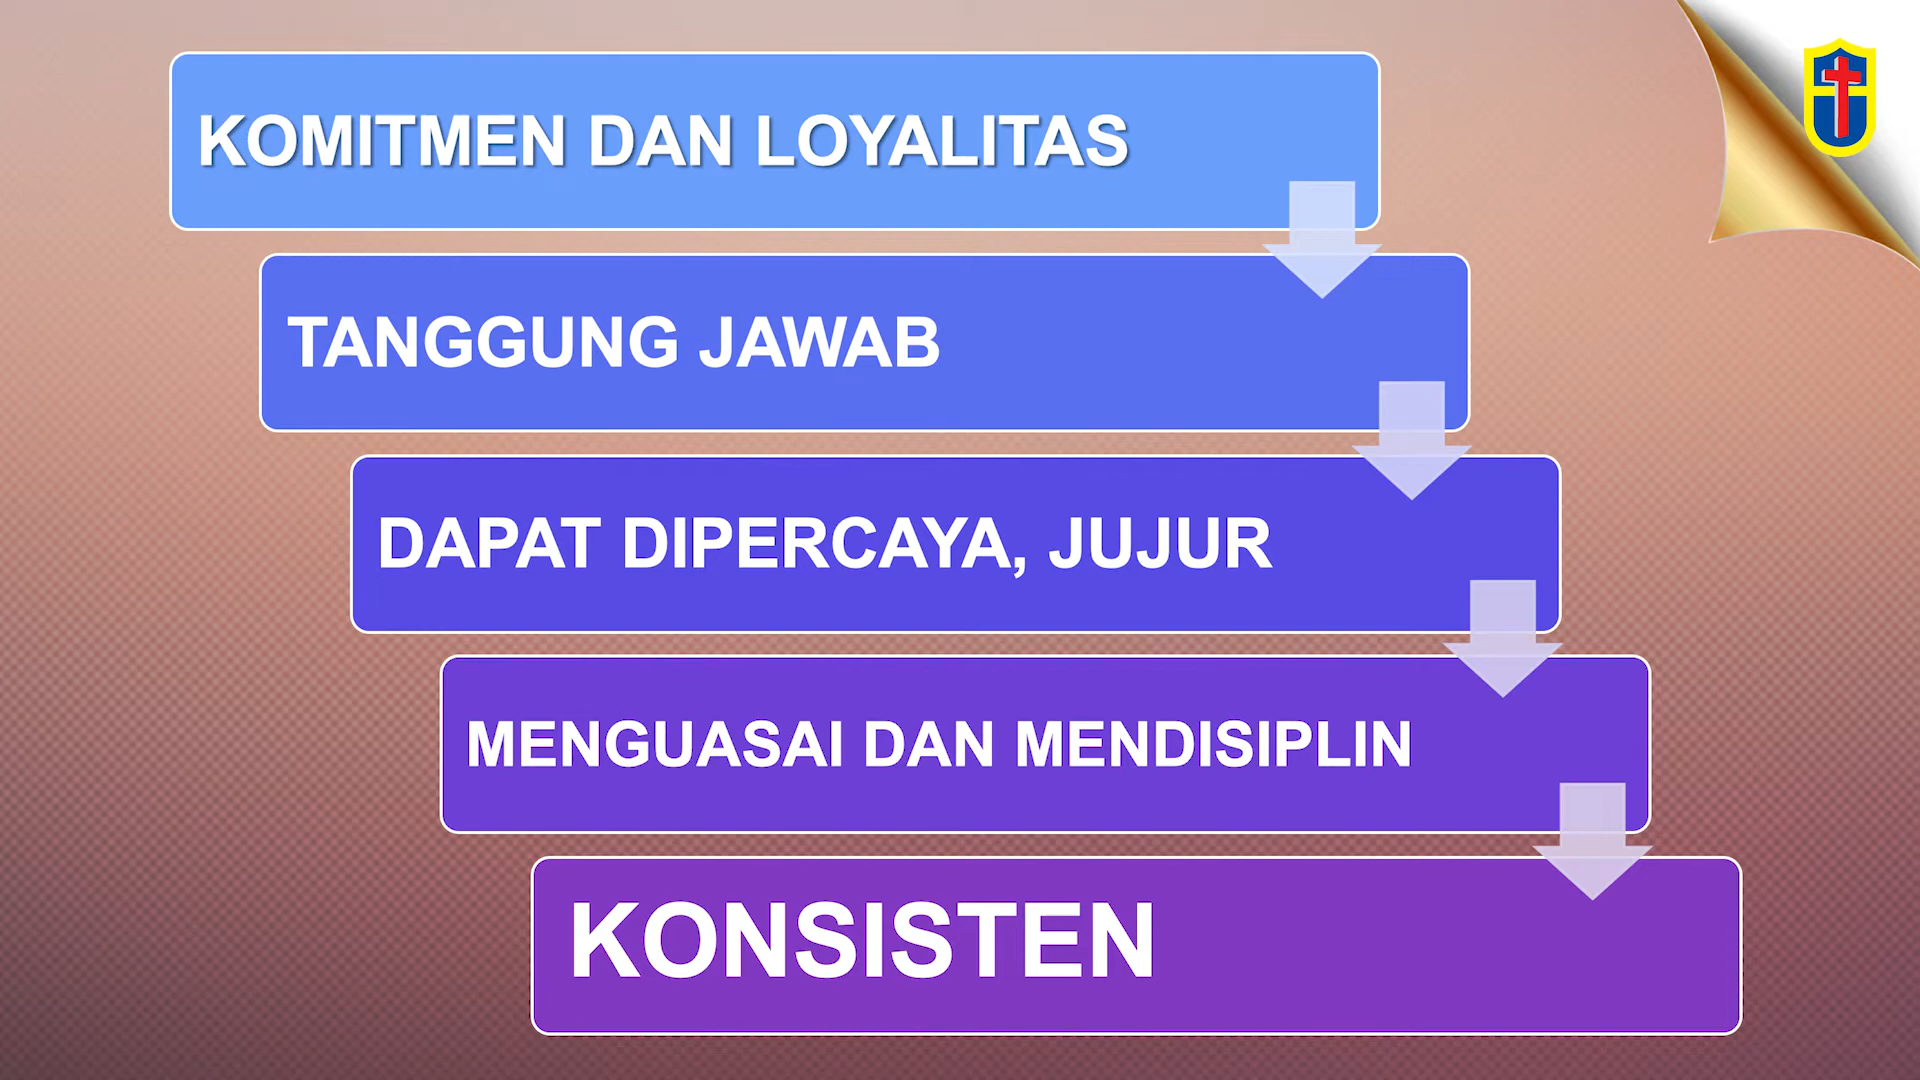 KOMITMEN DAN LOYALITAS
TANGGUNG JAWAB
DAPAT DIPERCAYA, JUJUR
MENGUASAI DAN MENDISIPLIN
KONSISTEN